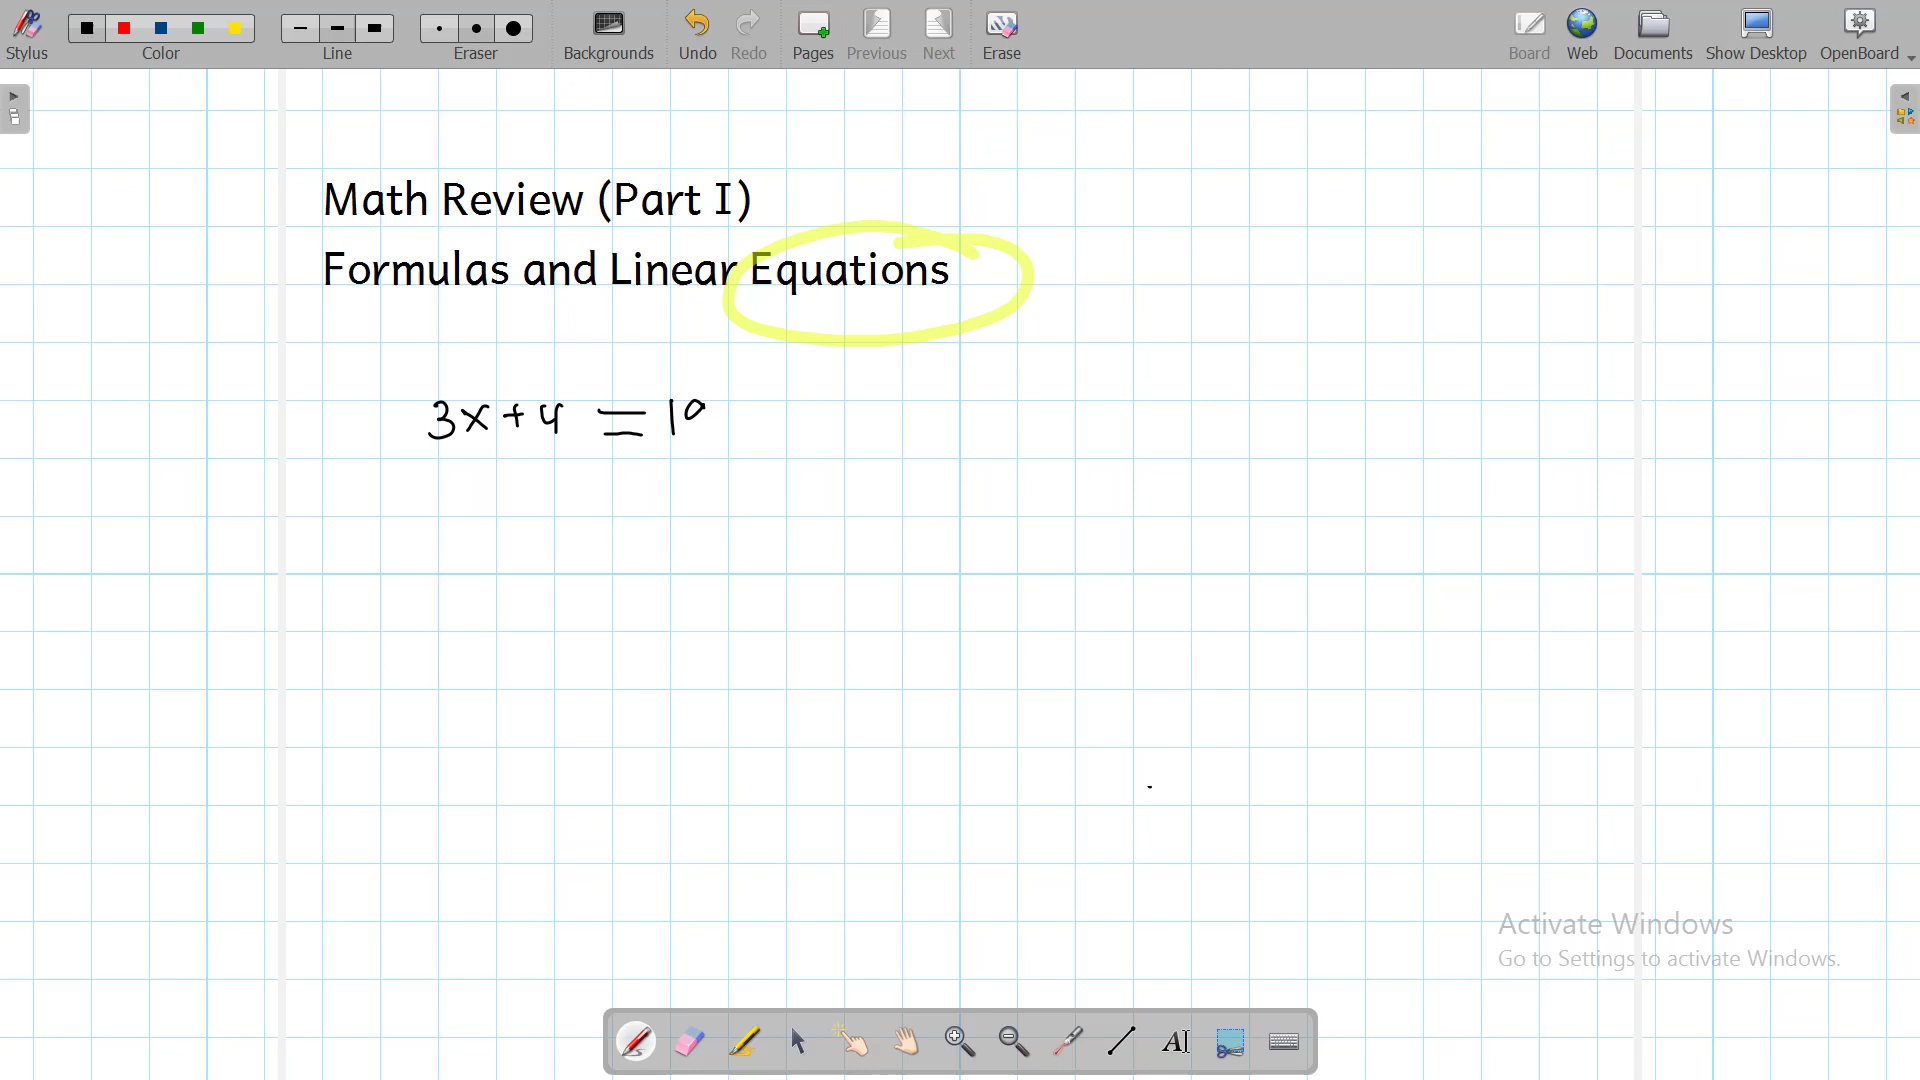 Stylus Color Line Eraser Backgrounds Undo Redo Pages Previous Next Erase Board Web Documents Show Desktop OpenBoard
Math Review (Part I)
Formulas and Linear Equations
3x+4 = 10
Activate Windows
Go to Settings to activate Windows.